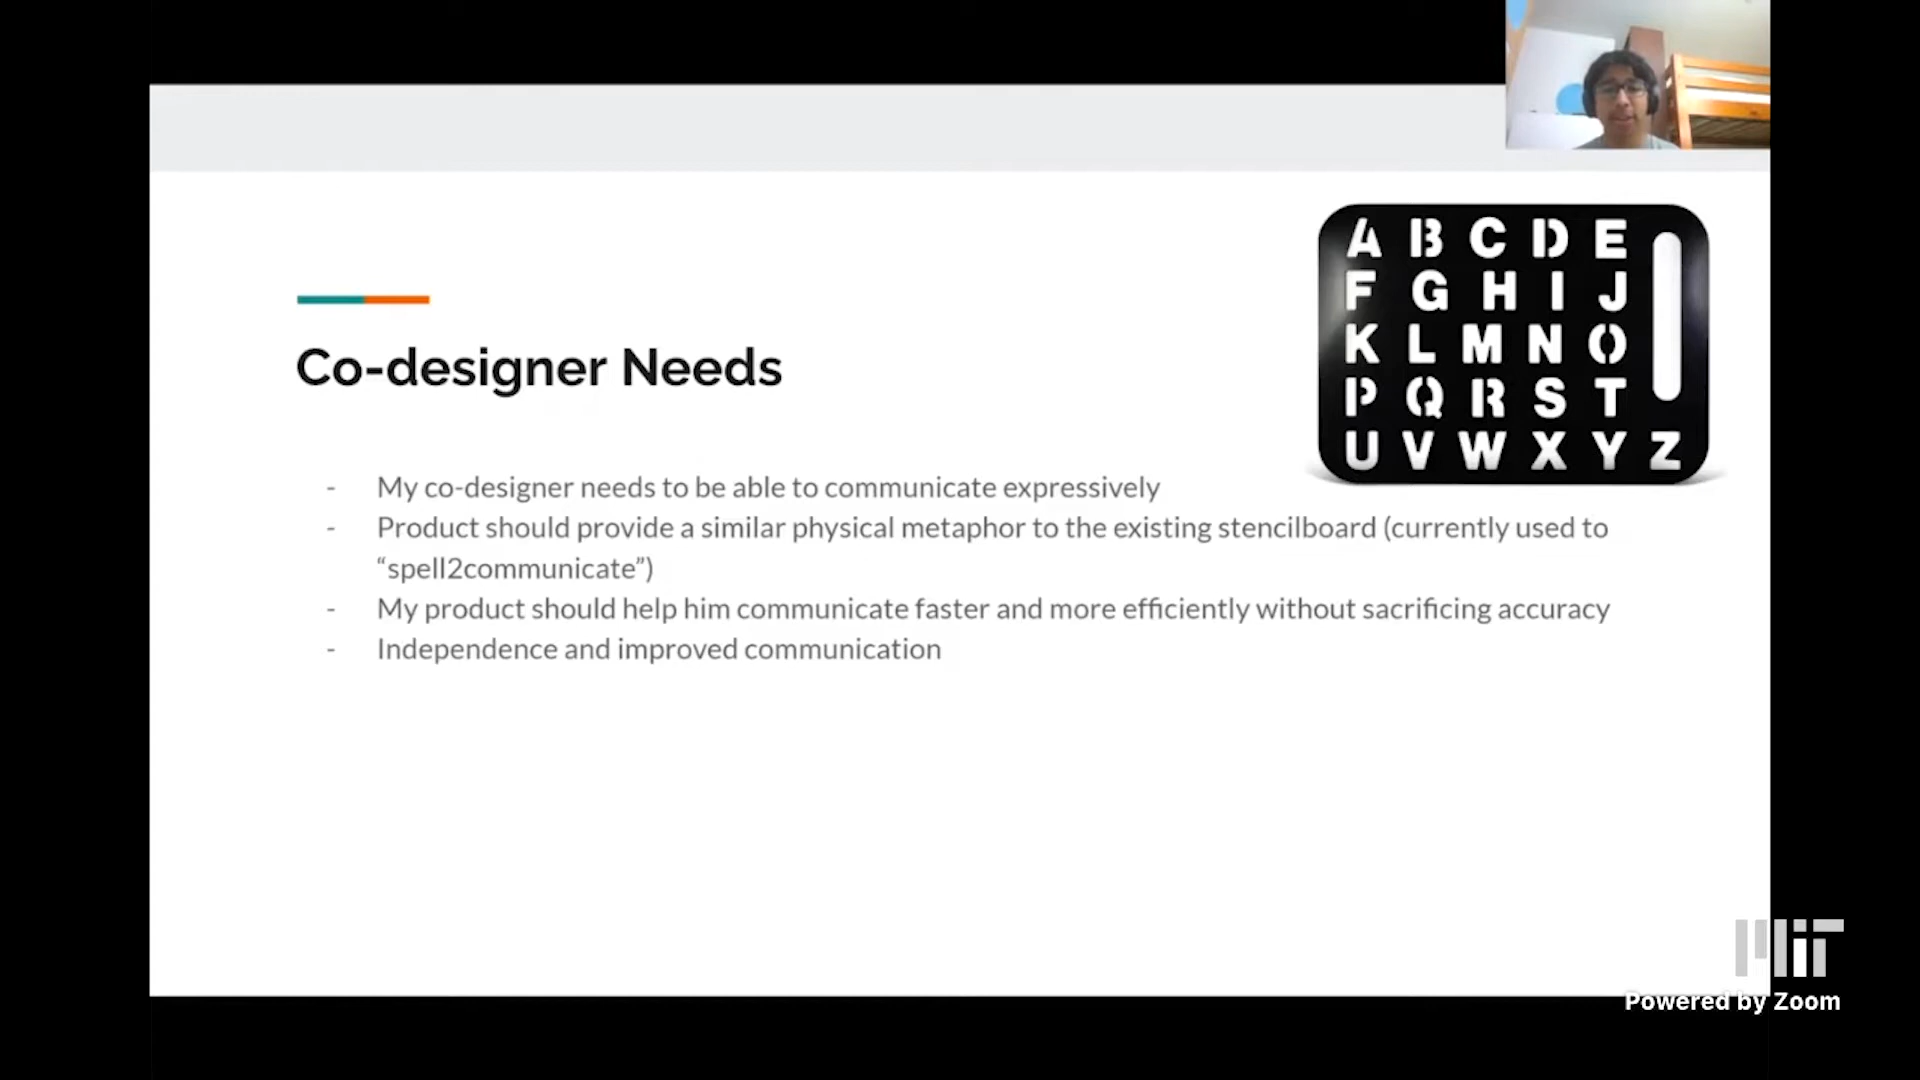 A B C D E
F G H I J
K L M N O
P Q R S T
U V W X Y Z
Co-designer Needs
- My co-designer needs to be able to communicate expressively
- Product should provide a similar physical metaphor to the existing stencilboard (currently used to
“spell2communicate”)
- My product should help him communicate faster and more efficiently without sacrificing accuracy
- Independence and improved communication
MIT
Powered by Zoom